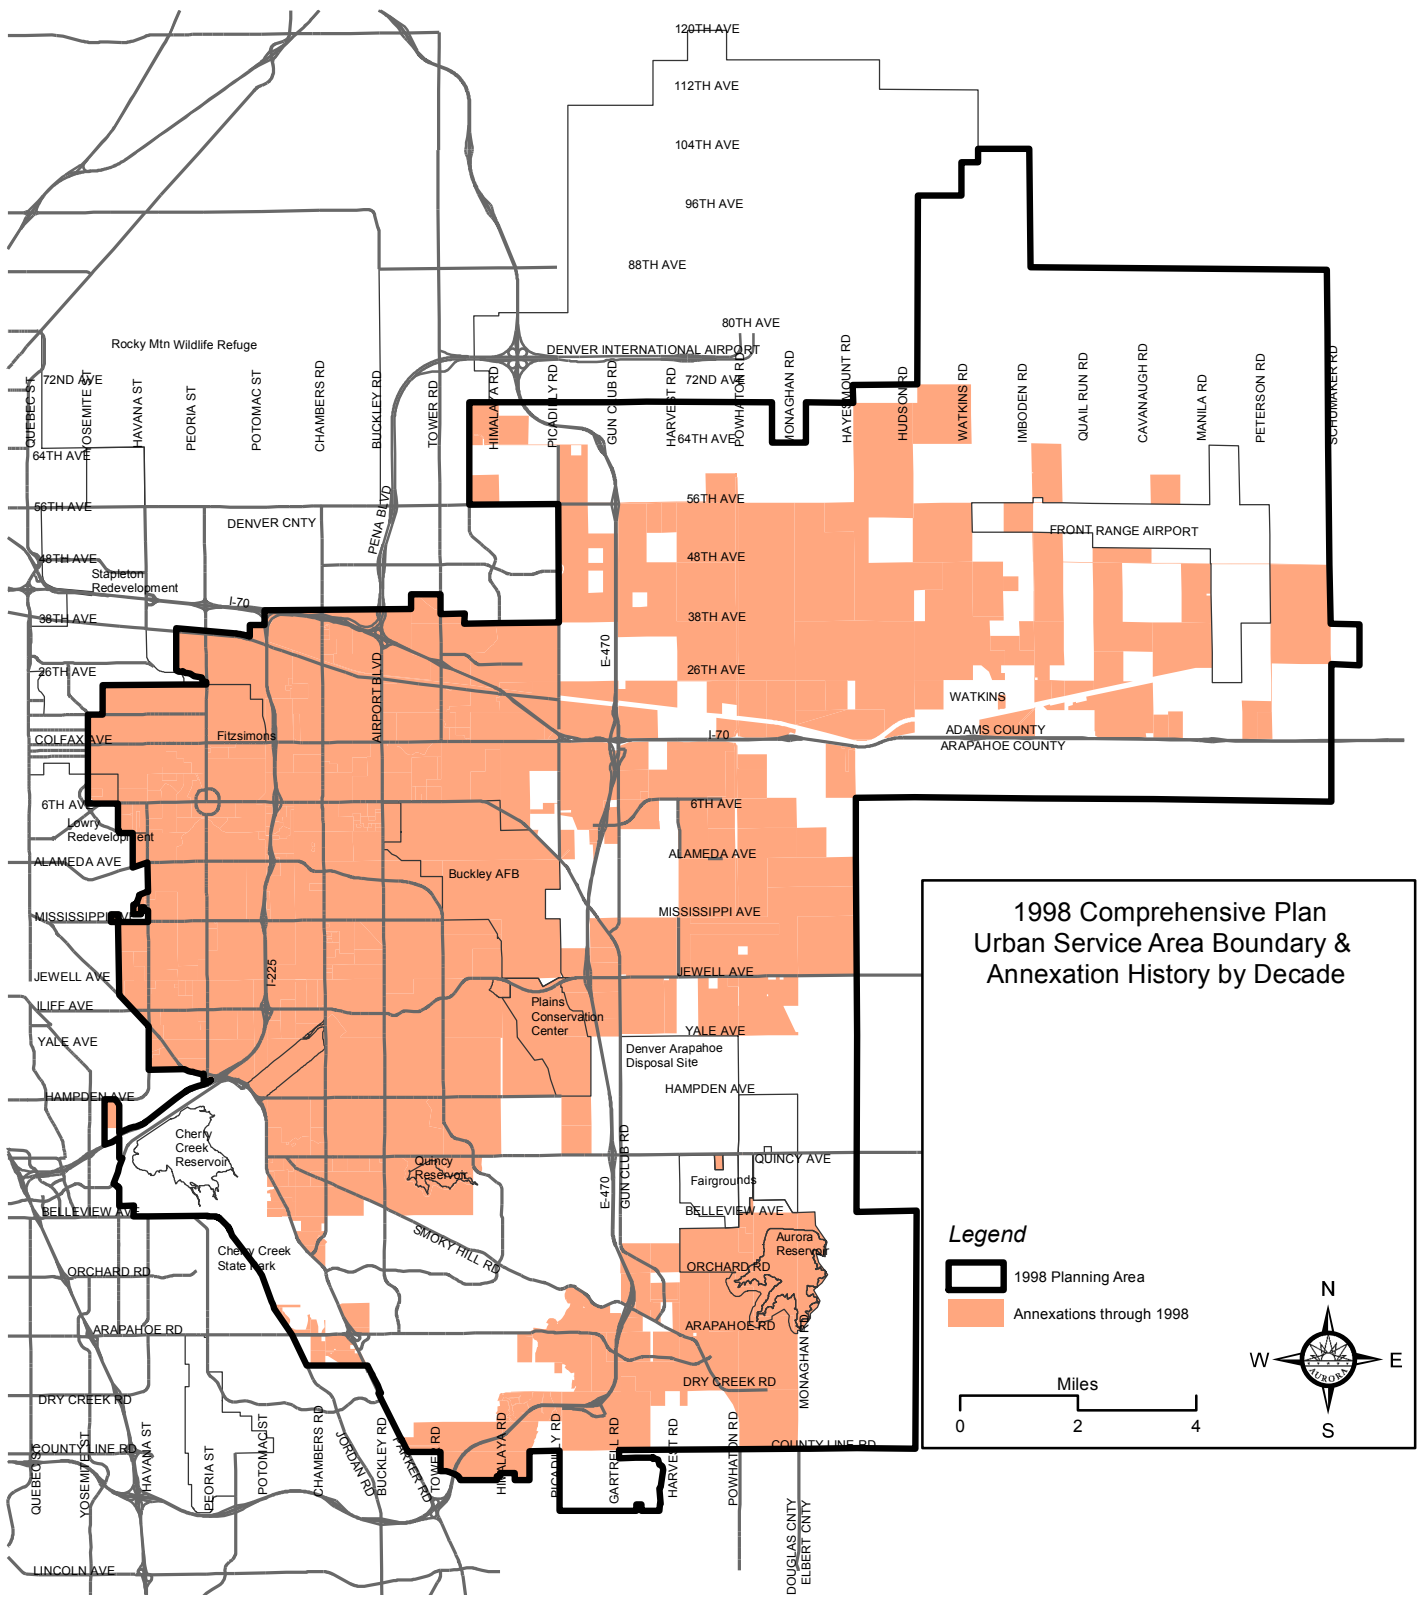 120TH AVE
112TH AVE
104TH AVE
96TH AVE
88TH AVE
80TH AVE
Rocky Mtn Wildlife Refuge
DENVER INTERNATIONAL AIRPORT
72ND AVE
72ND AVE
QUEBEC ST
YOSEMITE ST
HAVANA ST
PEORIA ST
POTOMAC ST
CHAMBERS RD
BUCKLEY RD
TOWER RD
HIMALAYA RD
PICADILLY RD
GUN CLUB RD
HARVEST RD
POWHATON RD
MONAGHAN RD
HAYESMOUNT RD
HUDSON RD
WATKINS RD
IMBODEN RD
QUAIL RUN RD
CAVANAUGH RD
MANILA RD
PETERSON RD
SCHUMAKER RD
64TH AVE
64TH AVE
56TH AVE
56TH AVE
DENVER CNTY
PENA BLVD
FRONT RANGE AIRPORT
48TH AVE
48TH AVE
Stapleton
Redevelopment
I-70
38TH AVE
38TH AVE
E-470
26TH AVE
26TH AVE
AIRPORT BLVD
WATKINS
COLFAX AVE
Fitzsimons
I-70
ADAMS COUNTY
ARAPAHOE COUNTY
6TH AVE
6TH AVE
Lowry
Redevelopment
ALAMEDA AVE
ALAMEDA AVE
Buckley AFB
MISSISSIPPI AVE
MISSISSIPPI AVE
1998 Comprehensive Plan
Urban Service Area Boundary &
Annexation History by Decade
JEWELL AVE
JEWELL AVE
I-225
ILIFF AVE
Plains
Conservation
Center
YALE AVE
YALE AVE
Denver Arapahoe
Disposal Site
HAMPDEN AVE
HAMPDEN AVE
Cherry
Creek
Reservoir
Quincy
Reservoir
GUN CLUB RD
E-470
QUINCY AVE
Fairgrounds
BELLEVIEW AVE
BELLEVIEW AVE
SMOKY HILL RD
Cherry Creek
State Park
Aurora
Reservoir
ORCHARD RD
ORCHARD RD
ARAPAHOE RD
ARAPAHOE RD
MONAGHAN RD
DRY CREEK RD
DRY CREEK RD
COUNTY LINE RD
COUNTY LINE RD
QUEBEC ST
YOSEMITE ST
HAVANA ST
PEORIA ST
POTOMAC ST
CHAMBERS RD
JORDAN RD
BUCKLEY RD
PARKER RD
TOWER RD
HIMALAYA RD
PICADILLY RD
GARTRELL RD
HARVEST RD
POWHATON RD
DOUGLAS CNTY
ELBERT CNTY
LINCOLN AVE
Legend
1998 Planning Area
Annexations through 1998
Miles
0 2 4
N
W
E
S
AURORA